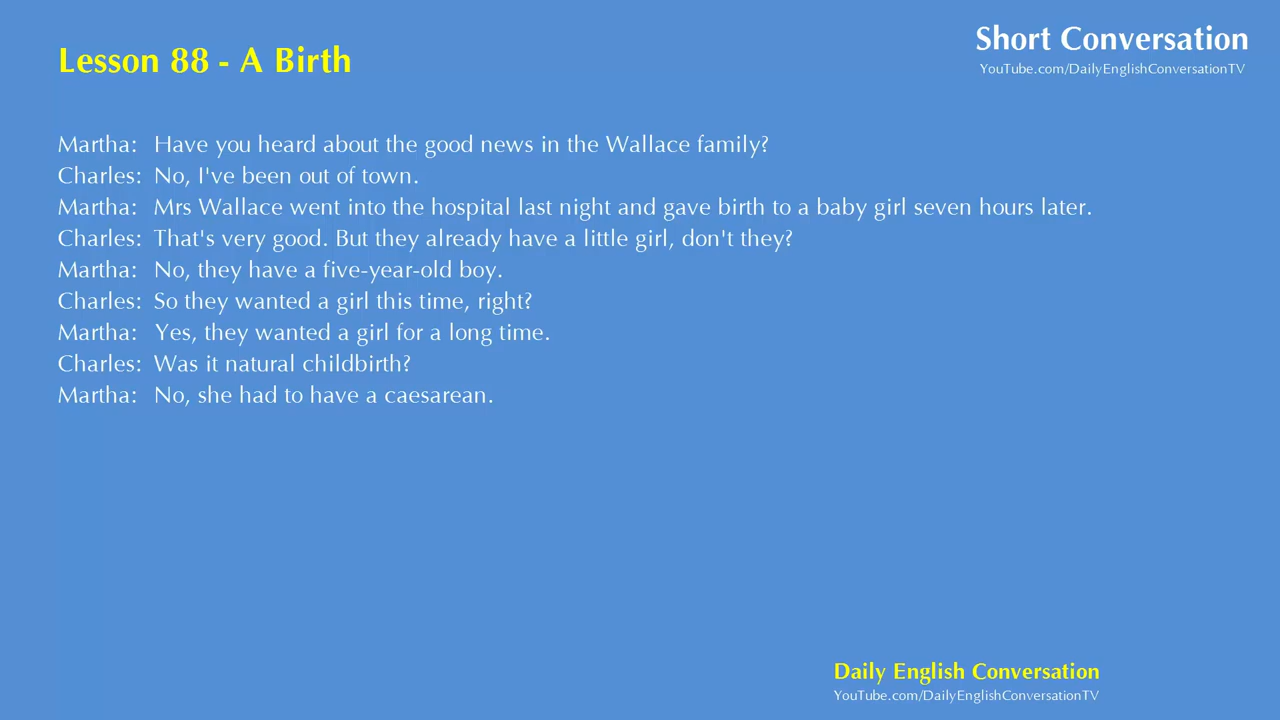 Lesson 88 - A Birth
Short Conversation
YouTube.com/DailyEnglishConversationTV
Martha: Have you heard about the good news in the Wallace family?
Charles: No, I've been out of town.
Martha: Mrs Wallace went into the hospital last night and gave birth to a baby girl seven hours later.
Charles: That's very good. But they already have a little girl, don't they?
Martha: No, they have a five-year-old boy.
Charles: So they wanted a girl this time, right?
Martha: Yes, they wanted a girl for a long time.
Charles: Was it natural childbirth?
Martha: No, she had to have a caesarean.
Daily English Conversation
YouTube.com/DailyEnglishConversationTV